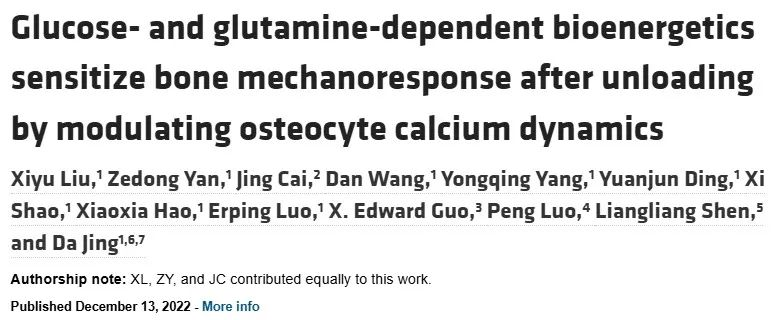 Glucose- and glutamine-dependent bioenergetics
sensitize bone mechanoresponse after unloading
by modulating osteocyte calcium dynamics
Xiyu Liu,¹ Zedong Yan,¹ Jing Cai,² Dan Wang,¹ Yongqing Yang,¹ Yuanjun Ding,¹ Xi
Shao,¹ Xiaoxia Hao,¹ Erping Luo,¹ X. Edward Guo,³ Peng Luo,⁴ Liangliang Shen,⁵
and Da Jing¹,⁶,⁷
Authorship note: XL, ZY, and JC contributed equally to this work.
Published December 13, 2022 - More info